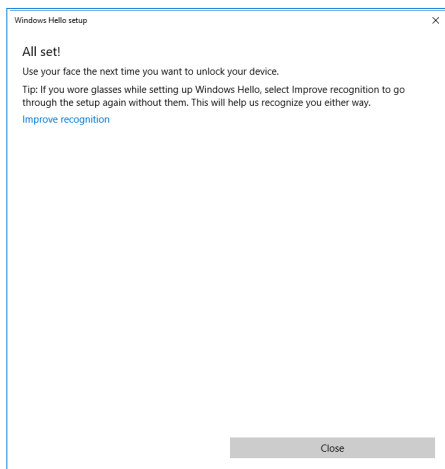 Windows Hello setup
All set!
Use your face the next time you want to unlock your device.
Tip: If you wore glasses while setting up Windows Hello, select Improve recognition to go
through the setup again without them. This will help us recognize you either way.
Improve recognition
Close